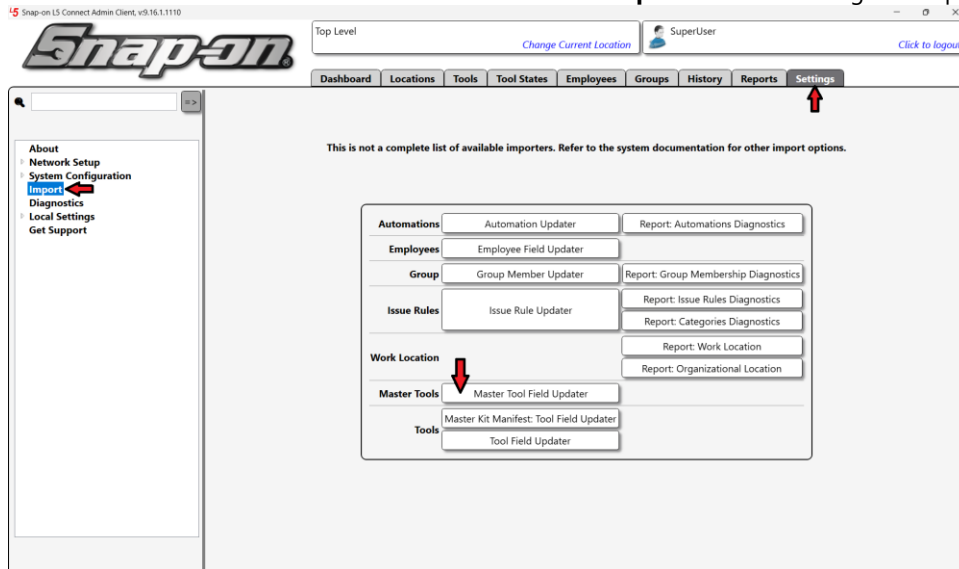 Snap-on L5 Connect Admin Client, v:9.16.1.1110
Snap-on
Top Level
Change Current Location
SuperUser
Click to logout
Dashboard Locations Tools Tool States Employees Groups History Reports Settings
=>
About
Network Setup
System Configuration
Import
Diagnostics
Local Settings
Get Support
This is not a complete list of available importers. Refer to the system documentation for other import options.
Automations Automation Updater Report: Automations Diagnostics
Employees Employee Field Updater
Group Group Member Updater Report: Group Membership Diagnostics
Issue Rules Issue Rule Updater Report: Issue Rules Diagnostics
Report: Categories Diagnostics
Work Location Report: Work Location
Report: Organizational Location
Master Tools Master Tool Field Updater
Tools Master Kit Manifest: Tool Field Updater
Tool Field Updater